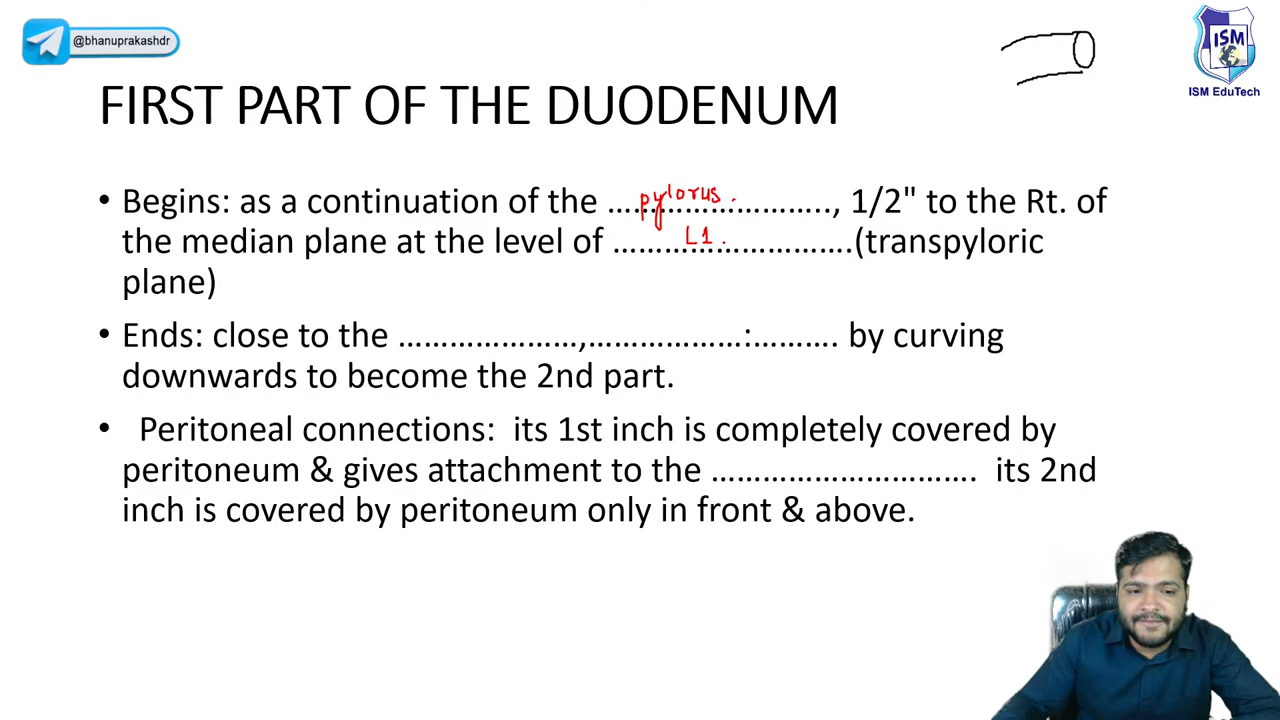 @bhanuprakashdr
ISM
ISM EduTech
FIRST PART OF THE DUODENUM
• Begins: as a continuation of the ....pylorus............., 1/2" to the Rt. of
the median plane at the level of ........L1...............(transpyloric
plane)
• Ends: close to the …………………,………………:………. by curving
downwards to become the 2nd part.
• Peritoneal connections: its 1st inch is completely covered by
peritoneum & gives attachment to the …………………………. its 2nd
inch is covered by peritoneum only in front & above.